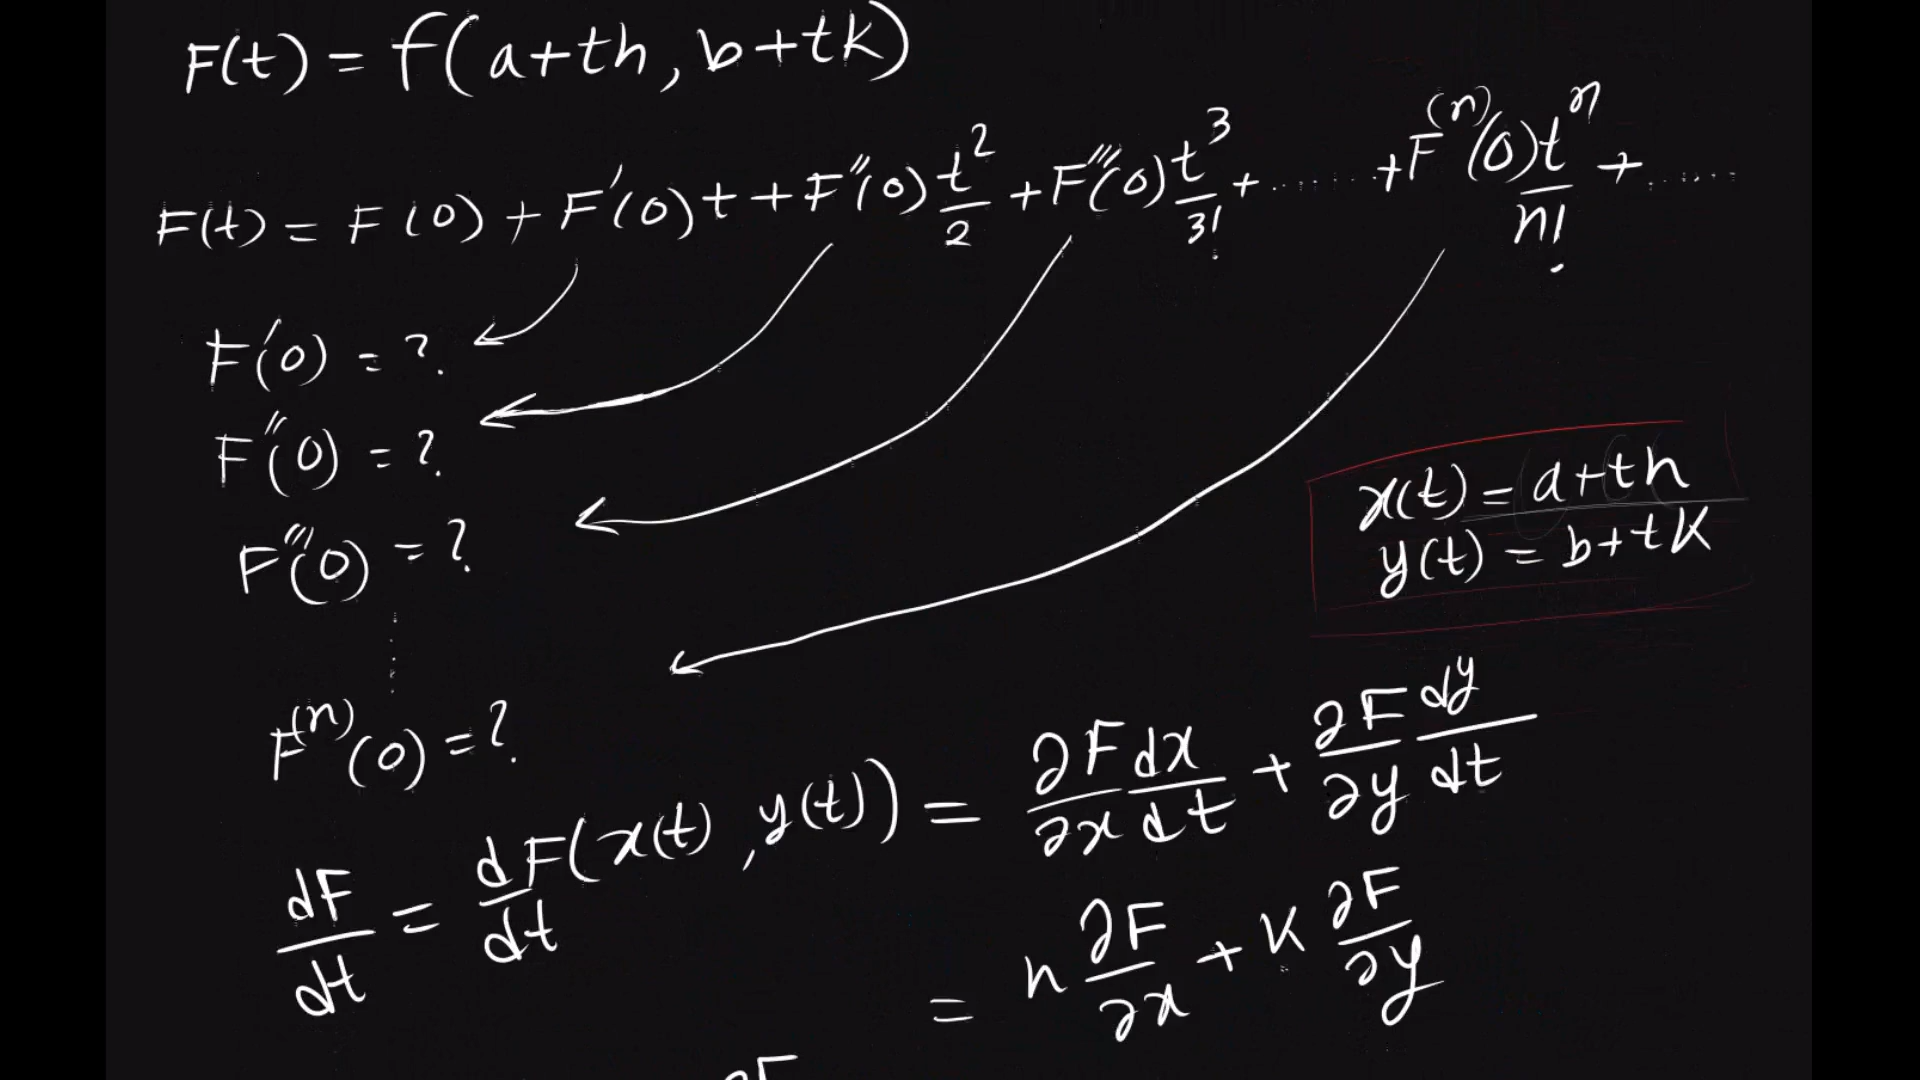 F(t) = f(a+th, b+tk)
F(t) = F(0) + F′(0)t + F″(0) t²/2 + F‴(0) t³/3! + ...... + F⁽ⁿ⁾(0) tⁿ/n! + ......
F′(0) = ?
F″(0) = ?
F‴(0) = ?
x(t) = a+th
y(t) = b+tk
F⁽ⁿ⁾(0) = ?
dF/dt = d/dt F(x(t), y(t)) = ∂F/∂x dx/dt + ∂F/∂y dy/dt
= h ∂F/∂x + k ∂F/∂y